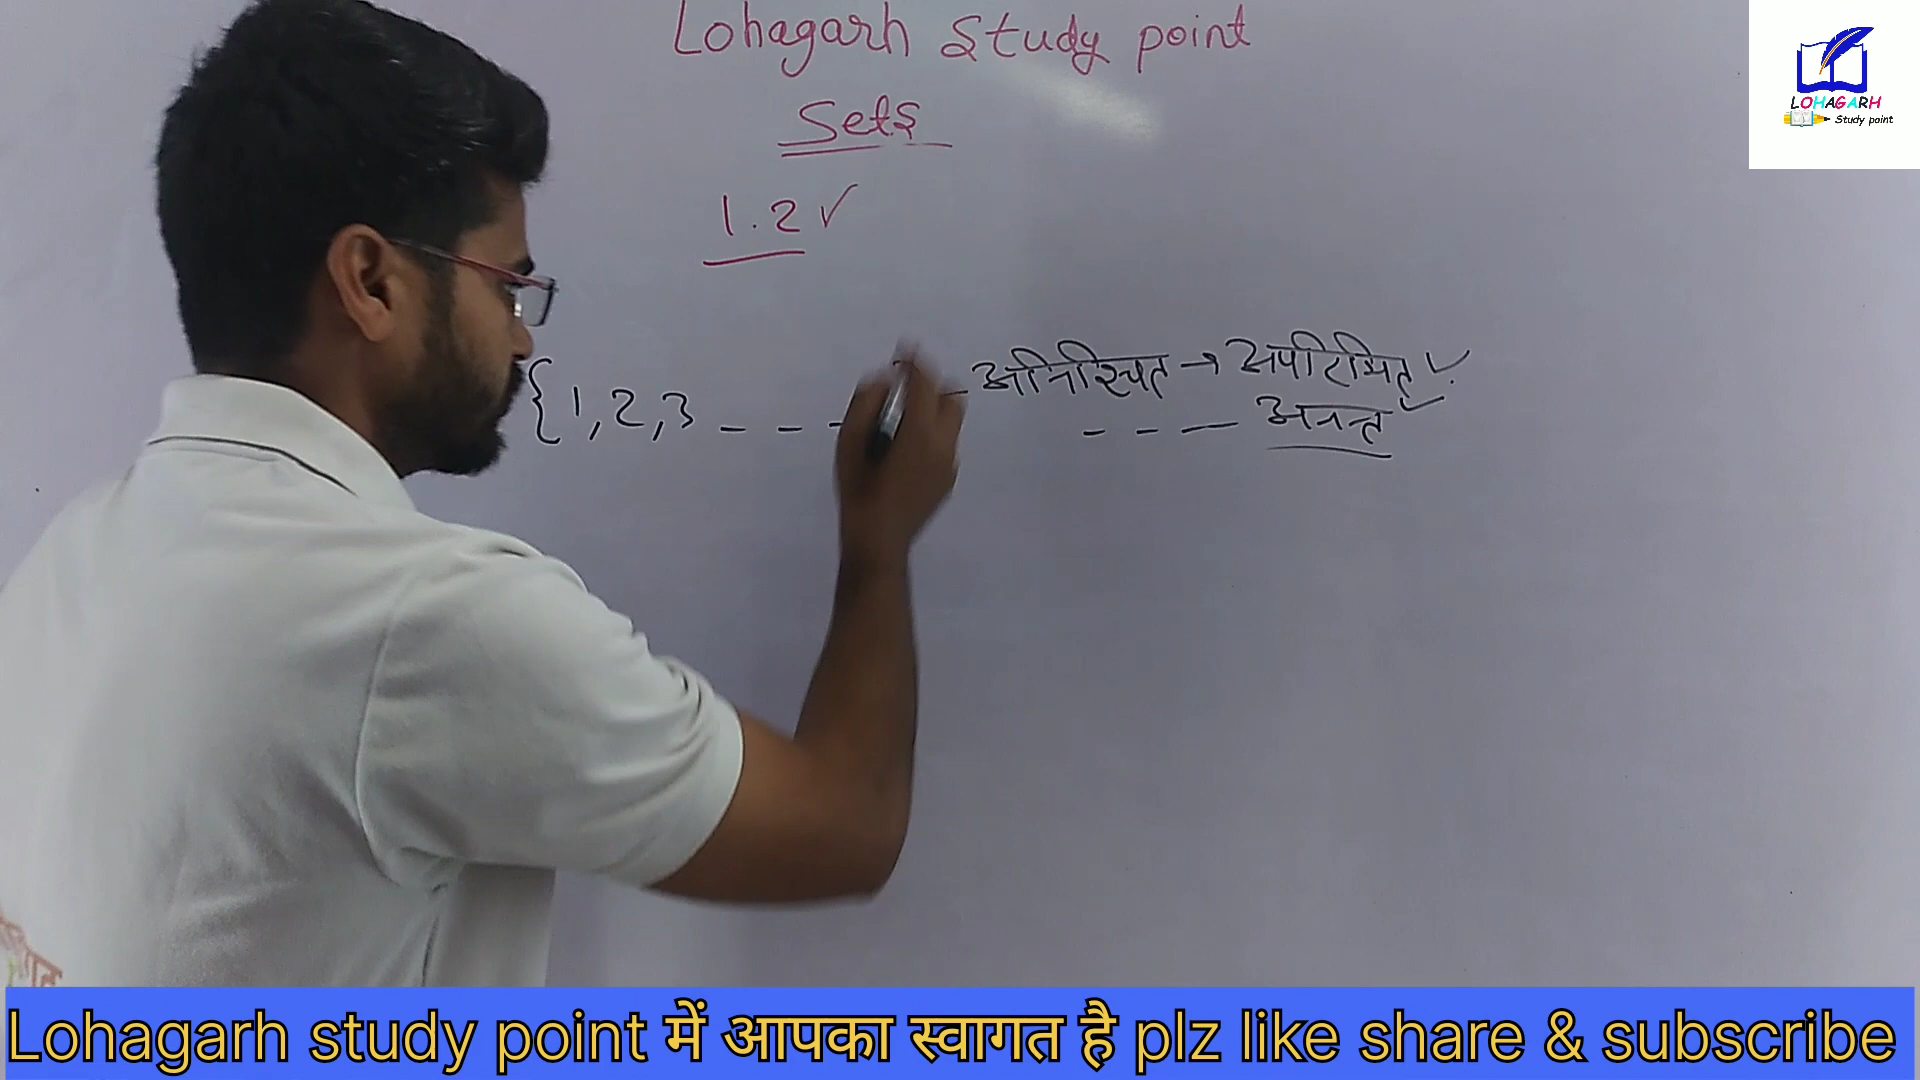 Lohagarh study point
Sets
1.2 ✓
{1,2,3 _ _ _ अनिश्चित → अपरिमित ✓
_ _ _ अनन्त
LOHAGARH
Study point
Lohagarh study point में आपका स्वागत है plz like share & subscribe